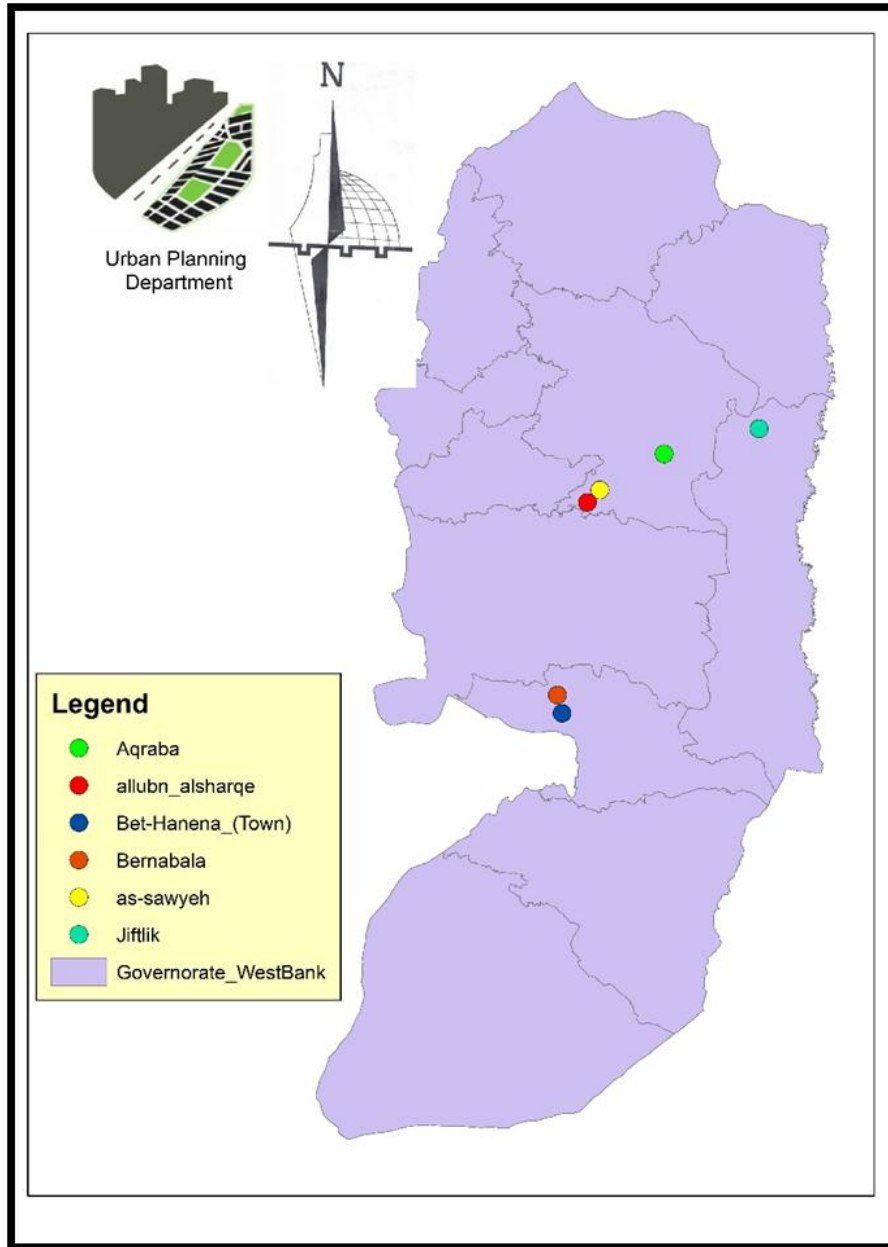 N
Urban Planning
Department
Legend
Aqraba
allubn_alsharqe
Bet-Hanena_(Town)
Bernabala
as-sawyeh
Jiftlik
Governorate_WestBank